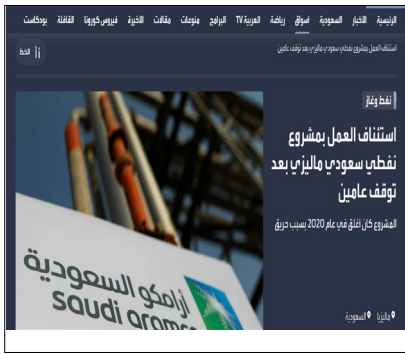 الرئيسية الأخبار السعودية أسواق رياضة العربية TV البرامج منوعات مقالات الأخيرة فيروس كورونا القافلة بودكاست
استئناف العمل بمشروع نفطي سعودي ماليزي بعد توقف عامين
الخط
نفط وغاز
استئناف العمل بمشروع
نفطي سعودي ماليزي بعد
توقف عامين
المشروع كان اغلق في عام 2020 بسبب حريق
أرامكو السعودية
saudi aramco
ماليزيا السعودية